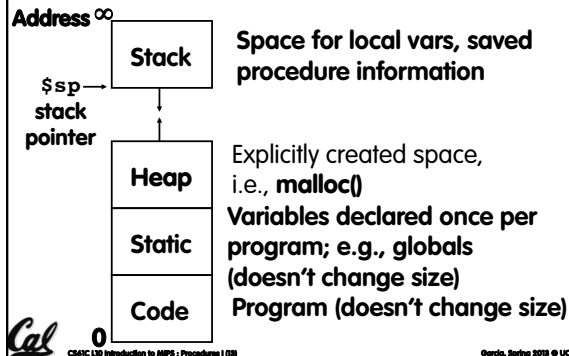 Address ∞
Stack
Space for local vars, saved
procedure information
$sp
stack
pointer
Heap
Explicitly created space,
i.e., malloc()
Static
Variables declared once per
program; e.g., globals
(doesn't change size)
Code
Program (doesn't change size)
0
Cal
CS61C L10 Introduction to MIPS : Procedures I (13)
Garcia, Spring 2013 © UC